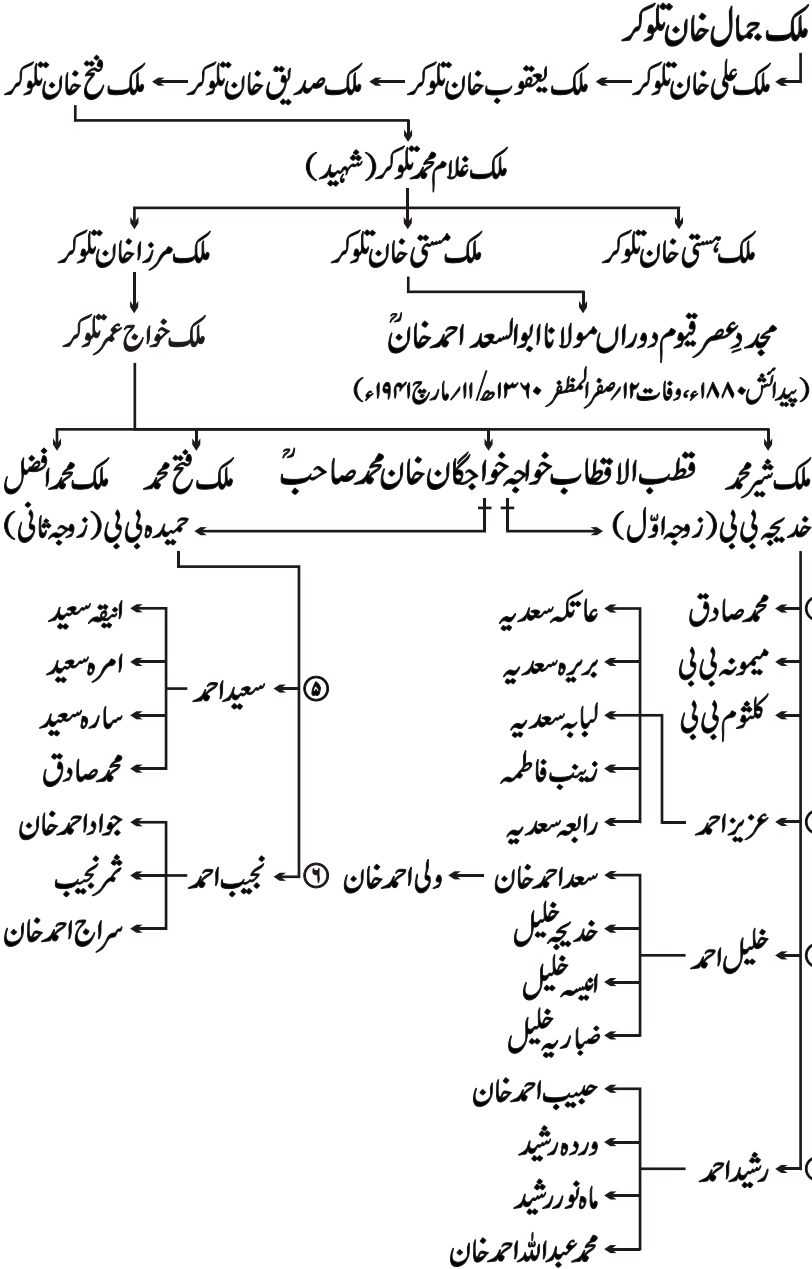 ملک جمال خان تلوکر
ملک علی خان تلوکر ملک یعقوب خان تلوکر ملک صدیق خان تلوکر ملک فتح خان تلوکر
ملک غلام محمد تلوکر (شہید)
ملک ہستی خان تلوکر ملک مستی خان تلوکر ملک مرزا خان تلوکر
مجددِ عصر قیوم دوراں مولانا ابوالسعد احمد خانؒ ملک خواج عمر تلوکر
(پیدائش ۱۸۸۰ء، وفات ۱۲/صفر المظفر ۱۳۶۰ھ/۱۱/مارچ ۱۹۴۱ء)
ملک شیر محمد قطب الاقطاب خواجہ خواجگان خان محمد صاحبؒ ملک فتح محمد ملک محمد افضل
خدیجہ بی بی (زوجہ اوّل) حمیدہ بی بی (زوجہ ثانی)
محمد صادق عاتکہ سعدیہ انیقہ سعید
میمونہ بی بی بریرہ سعدیہ امرہ سعید
۵ سعید احمد
کلثوم بی بی لبابہ سعدیہ سارہ سعید
زینب فاطمہ محمد صادق
عزیز احمد رابعہ سعدیہ جواد احمد خان
سعد احمد خان ولی احمد خان ۶ نجیب احمد ثمر نجیب
خدیجہ خلیل سراج احمد خان
خلیل احمد
انیسہ خلیل
ضباریہ خلیل
حبیب احمد خان
وردہ رشید
رشید احمد
ماہ نور رشید
محمد عبداللہ احمد خان